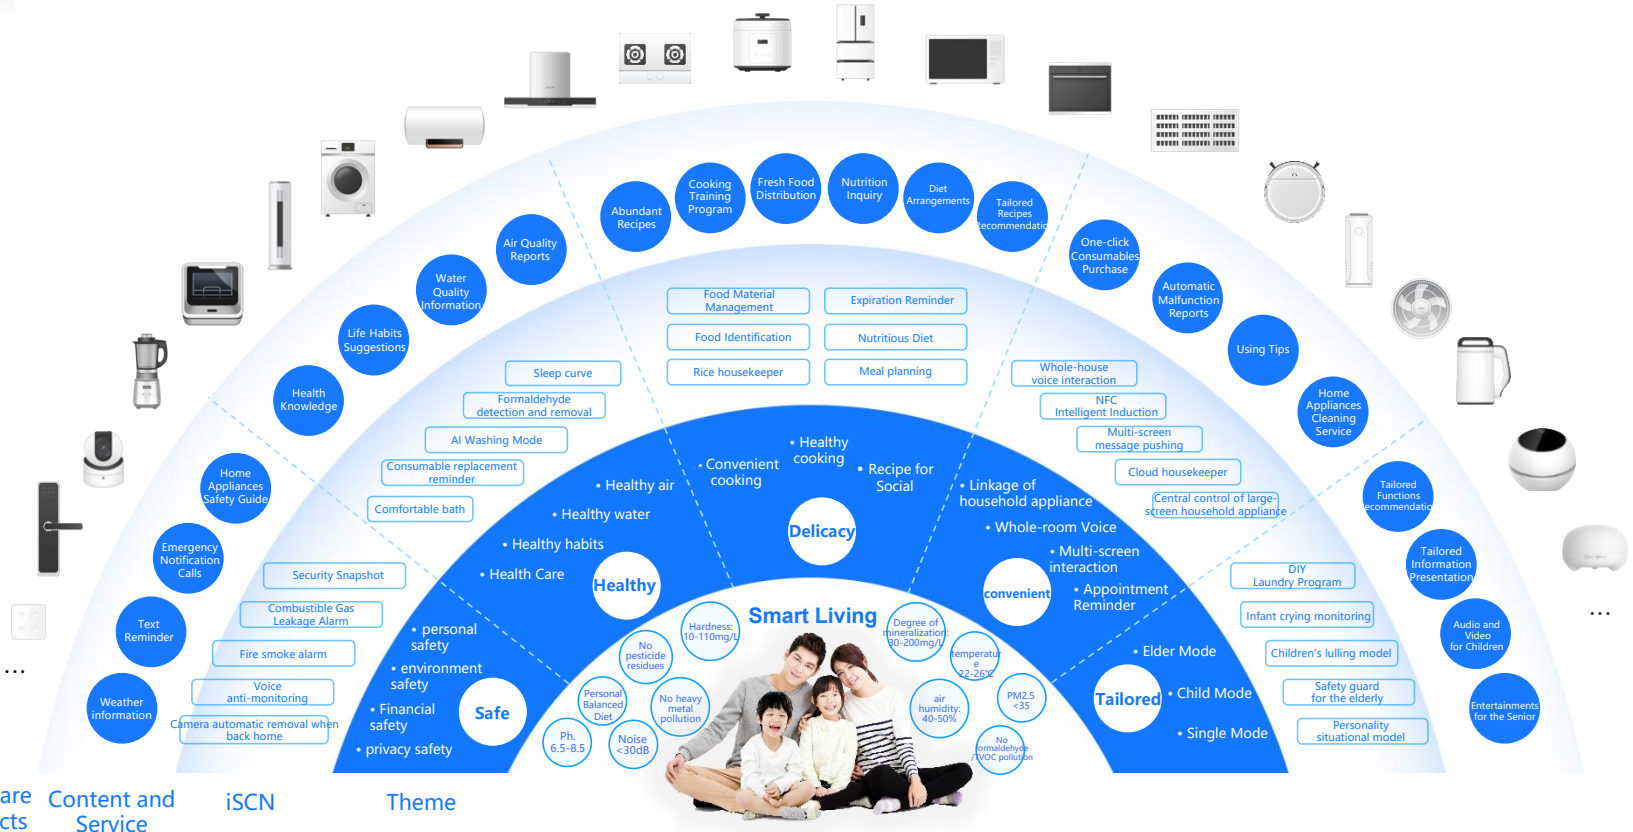 Abundant
Recipes
Cooking
Training
Program
Fresh Food
Distribution
Nutrition
Inquiry
Diet
Arrangements
Tailored
Recipes
Recommendatio
One-click
Consumables
Purchase
Automatic
Malfunction
Reports
Using Tips
Home
Appliances
Cleaning
Service
Tailored
Functions
ecommendatio
Tailored
Information
Presentation
Audio and
Video
for Children
Entertainments
for the Senior
Air Quality
Reports
Water
Quality
Information
Life Habits
Suggestions
Health
Knowledge
Home
Appliances
Safety Guide
Emergency
Notification
Calls
Text
Reminder
Weather
information
Food Material
Management
Expiration Reminder
Food Identification
Nutritious Diet
Rice housekeeper
Meal planning
Sleep curve
Formaldehyde
detection and removal
AI Washing Mode
Consumable replacement
reminder
Comfortable bath
Security Snapshot
Combustible Gas
Leakage Alarm
Fire smoke alarm
Voice
anti-monitoring
Camera automatic removal when
back home
Whole-house
voice interaction
NFC
Intelligent Induction
Multi-screen
message pushing
Cloud housekeeper
Central control of large-
screen household appliance
DIY
Laundry Program
Infant crying monitoring
Children's lulling model
Safety guard
for the elderly
Personality
situational model
• Convenient
cooking
• Healthy
cooking
• Recipe for
Social
Delicacy
• Healthy air
• Healthy water
• Healthy habits
• Health Care
Healthy
• personal
safety
• environment
safety
• Financial
safety
• privacy safety
Safe
• Linkage of
household appliance
• Whole-room Voice
• Multi-screen
interaction
• Appointment
Reminder
convenient
• Elder Mode
• Child Mode
• Single Mode
Tailored
Smart Living
Hardness:
10-110mg/L
No
pesticide
residues
Personal
Balanced
Diet
No heavy
metal
pollution
Ph.
6.5-8.5
Noise
<30dB
Degree of
mineralization:
30-200mg/L
temperatur
e
22-26℃
air
humidity:
40-50%
PM2.5
<35
No
formaldehyde
/TVOC pollution
...
...
are
cts
Content and
Service
iSCN
Theme